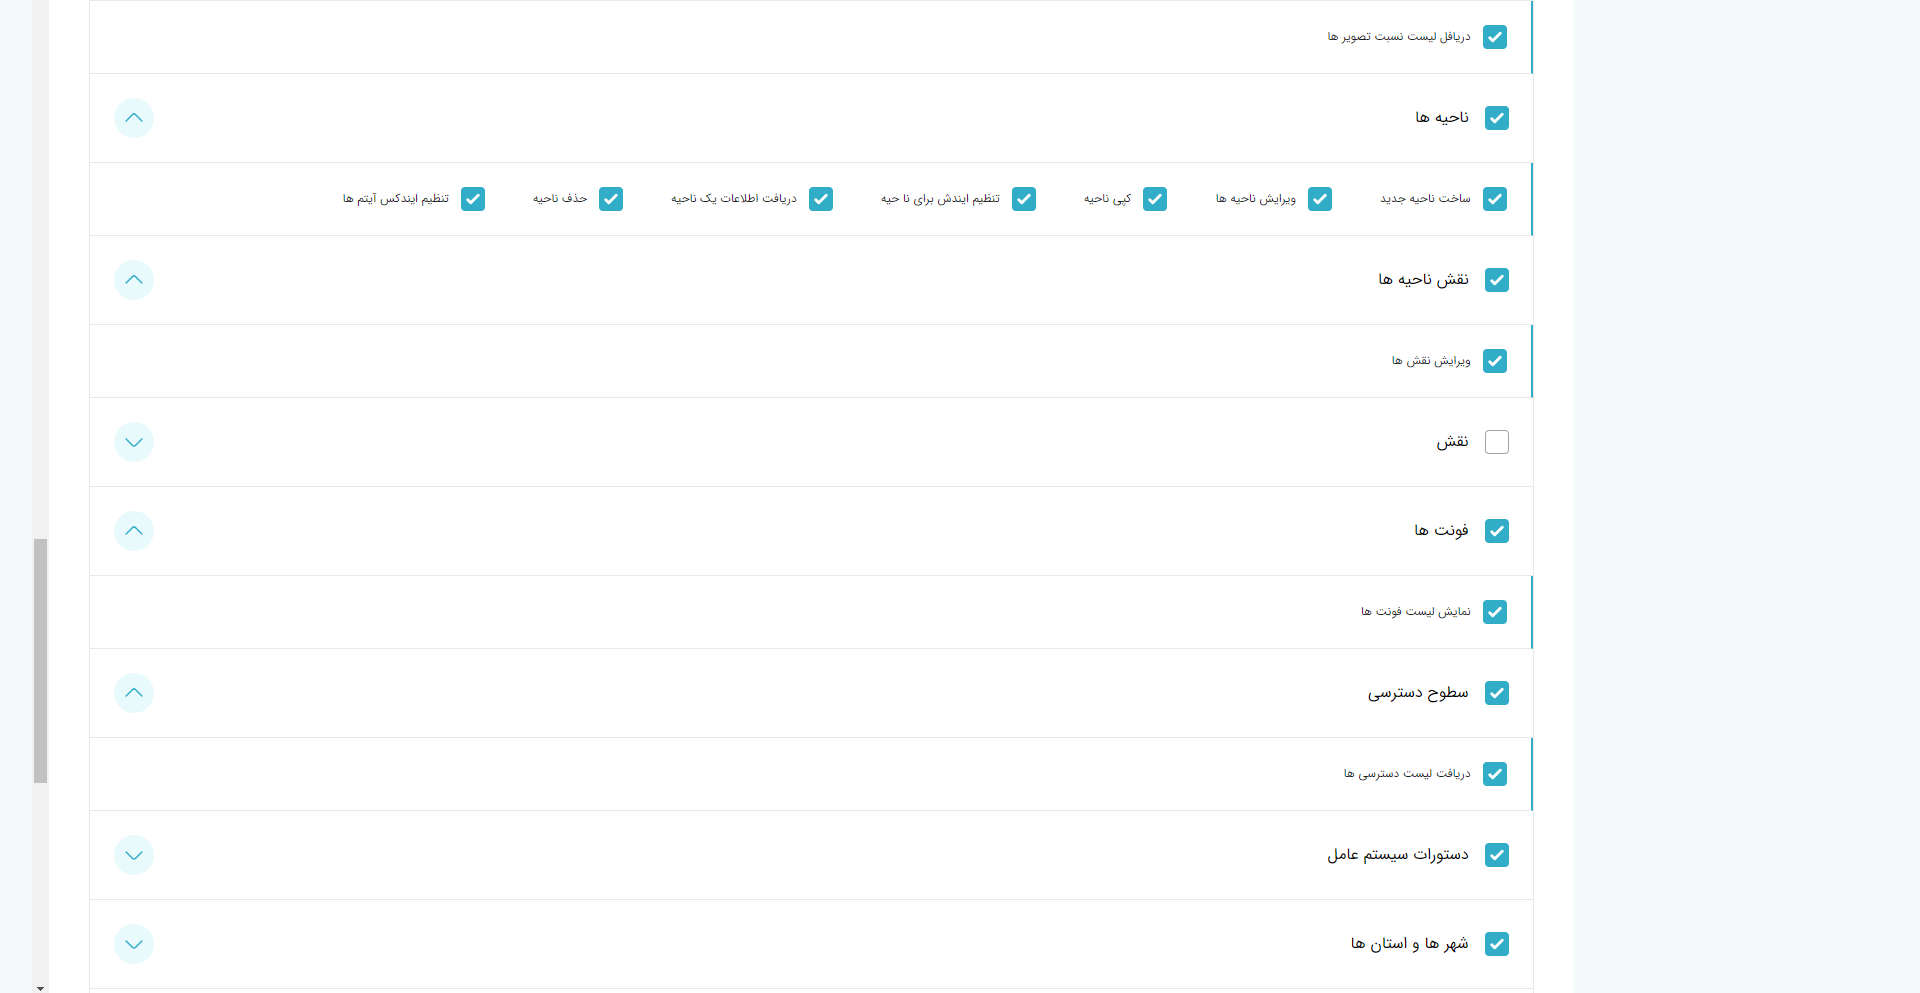 دریافل لیست نسبت تصویر ها
ناحیه ها
ساخت ناحیه جدید ویرایش ناحیه ها کپی ناحیه تنظیم ایندش برای نا حیه دریافت اطلاعات یک ناحیه حذف ناحیه تنظیم ایندکس آیتم ها
نقش ناحیه ها
ویرایش نقش ها
نقش
فونت ها
نمایش لیست فونت ها
سطوح دسترسی
دریافت لیست دسترسی ها
دستورات سیستم عامل
شهر ها و استان ها